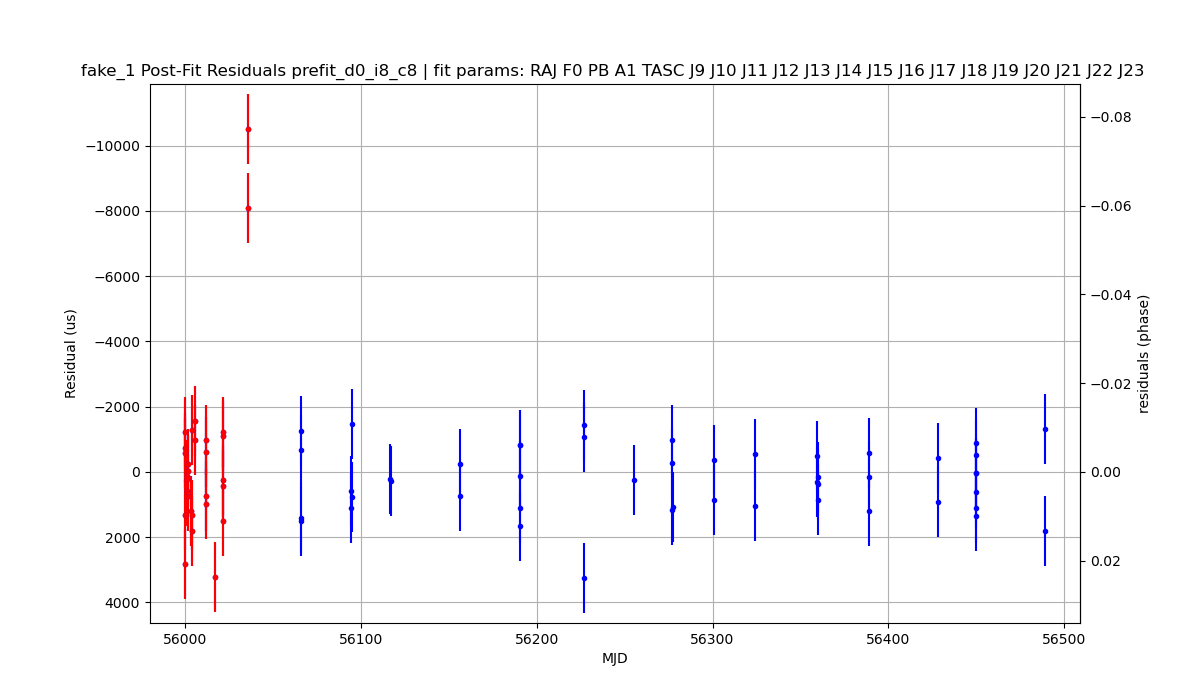 fake_1 Post-Fit Residuals prefit_d0_i8_c8 | fit params: RAJ F0 PB A1 TASC J9 J10 J11 J12 J13 J14 J15 J16 J17 J18 J19 J20 J21 J22 J23
−10000
−8000
−6000
−4000
−2000
0
2000
4000
Residual (us)
−0.08
−0.06
−0.04
−0.02
0.00
0.02
residuals (phase)
56000 56100 56200 56300 56400 56500
MJD